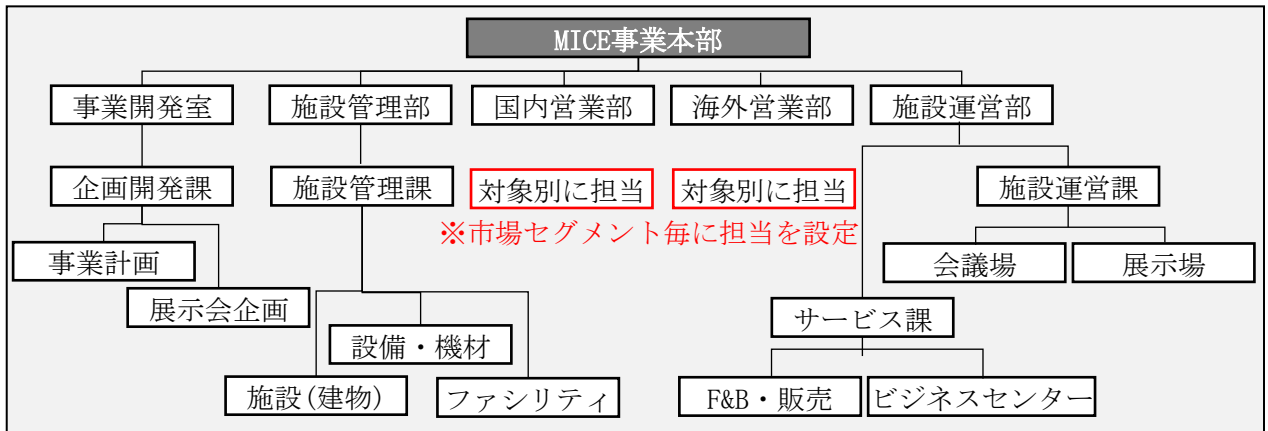 MICE事業本部
事業開発室
施設管理部
国内営業部
海外営業部
施設運営部
企画開発課
施設管理課
対象別に担当
対象別に担当
施設運営課
※市場セグメント毎に担当を設定
事業計画
会議場
展示場
展示会企画
サービス課
設備・機材
施設(建物)
ファシリティ
F&B・販売
ビジネスセンター